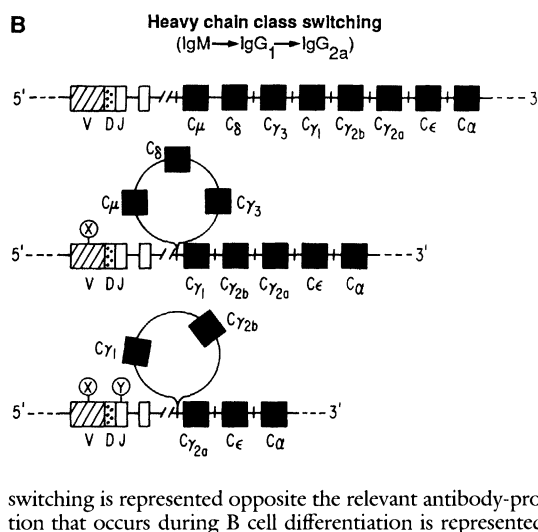 B
Heavy chain class switching
(IgM→IgG1→IgG2a)
5' 3
V D J Cμ Cδ Cγ3 Cγ1 Cγ2b Cγ2a Cε Cα
Cδ
Cμ Cγ3
X
5' 3'
V D J Cγ1 Cγ2b Cγ2a Cε Cα
Cγ1 Cγ2b
X Y
5' 3'
V D J Cγ2a Cε Cα
switching is represented opposite the relevant antibody-pro
tion that occurs during B cell differentiation is represented